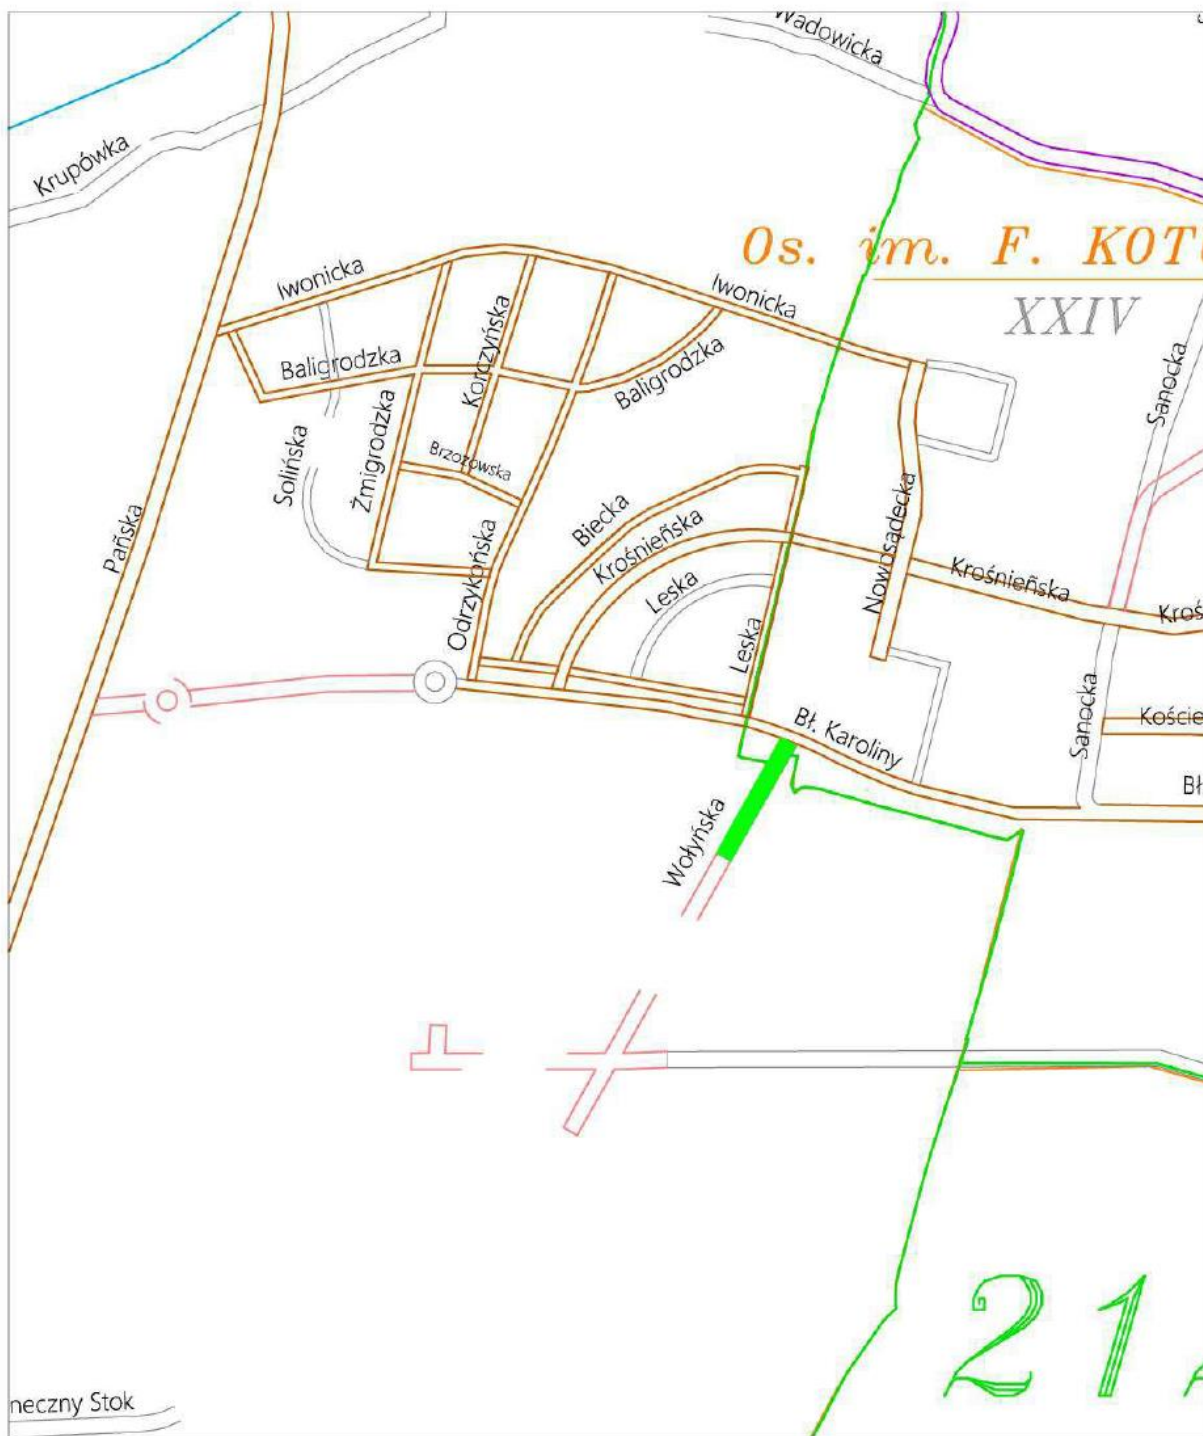 Wadowicka
Krupówka
Os. im. F. KOT
XXIV
Iwonicka
Iwonicka
Korczyńska
Baligrodzka
Baligrodzka
Sanocka
Żmigrodzka
Brzozowska
Solińska
Biecka
Krośnieńska
Pańska
Odrzykońska
Leska
Nowosądecka
Krośnieńska
Kroś
Leska
Bł. Karoliny
Sanocka
Koście
Bł
Wołyńska
21
neczny Stok